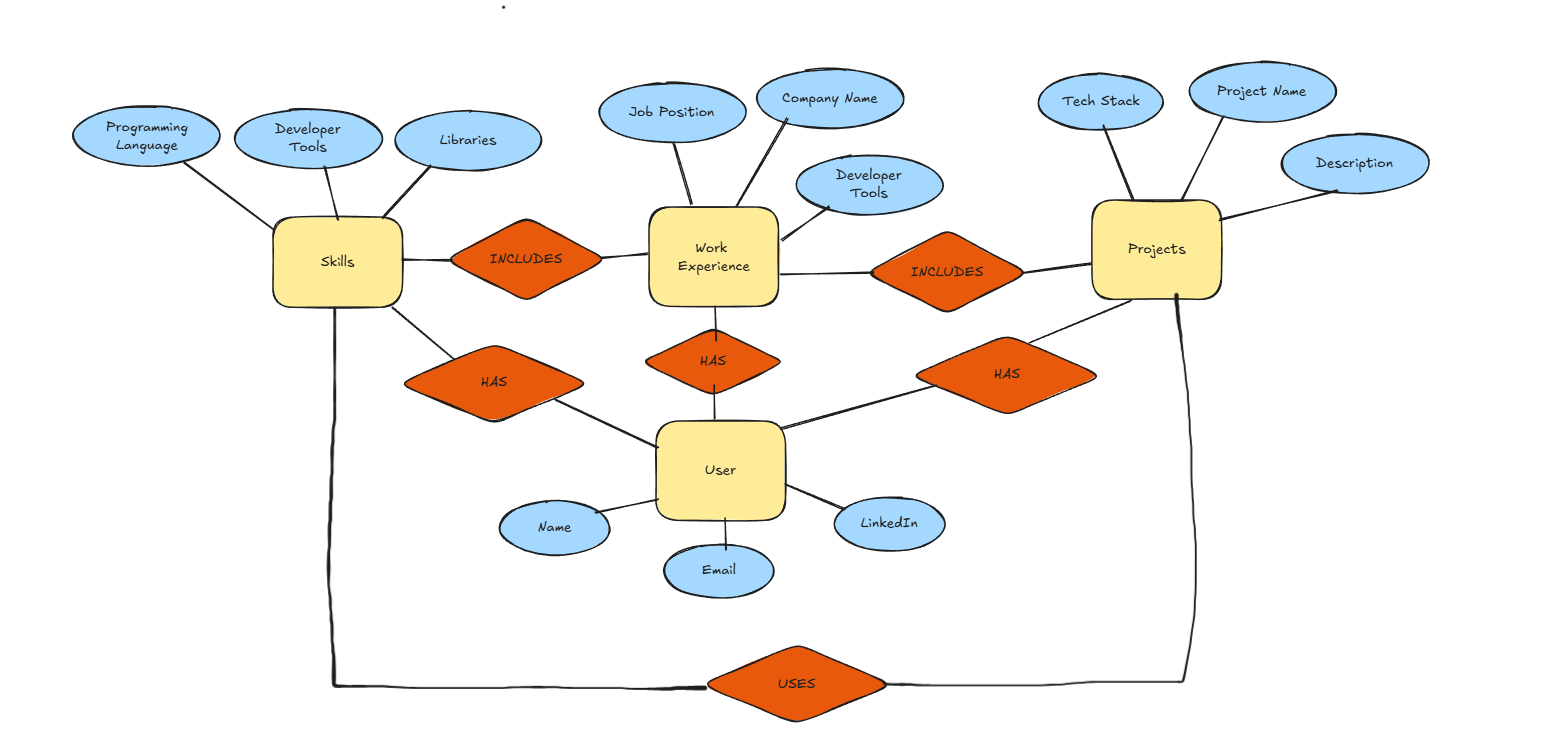 Programming
Language
Developer
Tools
Libraries
Job Position
Company Name
Developer
Tools
Tech Stack
Project Name
Description
Skills
INCLUDES
Work
Experience
INCLUDES
Projects
HAS
HAS
HAS
User
Name
Email
LinkedIn
USES